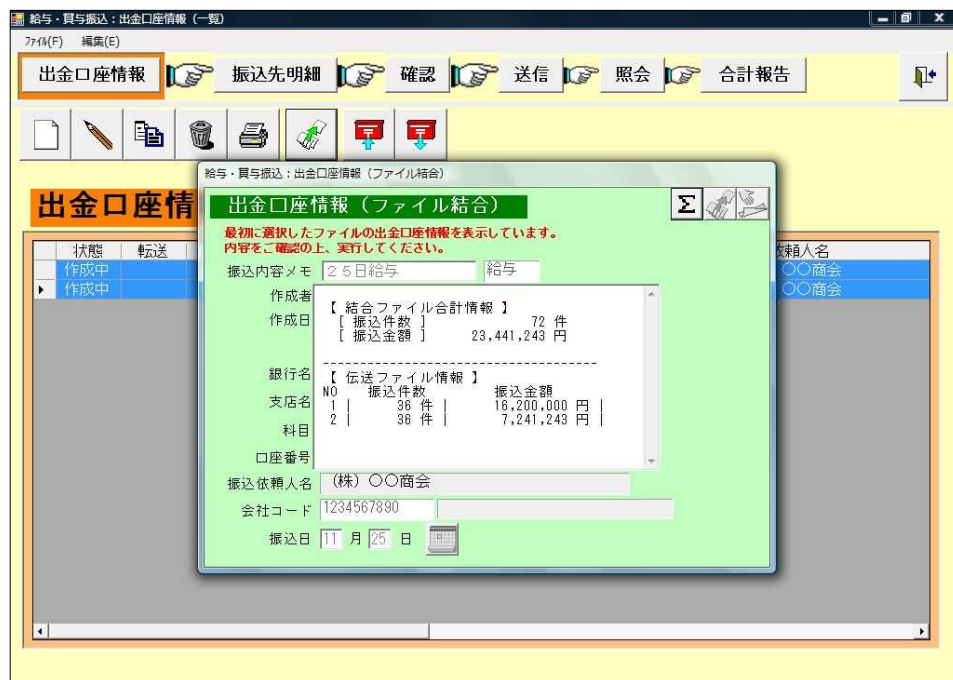 給与・賞与振込：出金口座情報（一覧）
ﾌｧｲﾙ(F) 編集(E)
出金口座情報 振込先明細 確認 送信 照会 合計報告
給与・賞与振込：出金口座情報（ファイル結合）
出金口座情報（ファイル結合） Σ
出金口座情
最初に選択したファイルの出金口座情報を表示しています。
内容をご確認の上、実行してください。
状態 転送
依頼人名
作成中 〇〇商会
作成中 〇〇商会
振込内容メモ ２５日給与 給与
作成者
作成日
【 結合ファイル合計情報 】
[ 振込件数 ] 72 件
[ 振込金額 ] 23,441,243 円
-----------------------------------
銀行名
支店名
科目
口座番号
【 伝送ファイル情報 】
NO 振込件数 振込金額
1 | 36 件 | 16,200,000 円 |
2 | 36 件 | 7,241,243 円 |
振込依頼人名 （株）〇〇商会
会社コード 1234567890
振込日 11 月 25 日